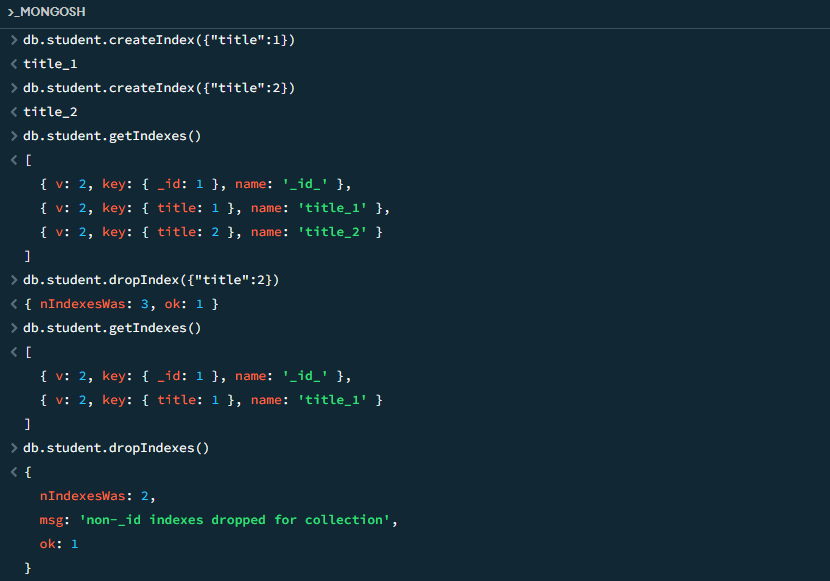 >_MONGOSH
> db.student.createIndex({"title":1})
< title_1
> db.student.createIndex({"title":2})
< title_2
> db.student.getIndexes()
< [
{ v: 2, key: { _id: 1 }, name: '_id_' },
{ v: 2, key: { title: 1 }, name: 'title_1' },
{ v: 2, key: { title: 2 }, name: 'title_2' }
]
> db.student.dropIndex({"title":2})
< { nIndexesWas: 3, ok: 1 }
> db.student.getIndexes()
< [
{ v: 2, key: { _id: 1 }, name: '_id_' },
{ v: 2, key: { title: 1 }, name: 'title_1' }
]
> db.student.dropIndexes()
< {
nIndexesWas: 2,
msg: 'non-_id indexes dropped for collection',
ok: 1
}